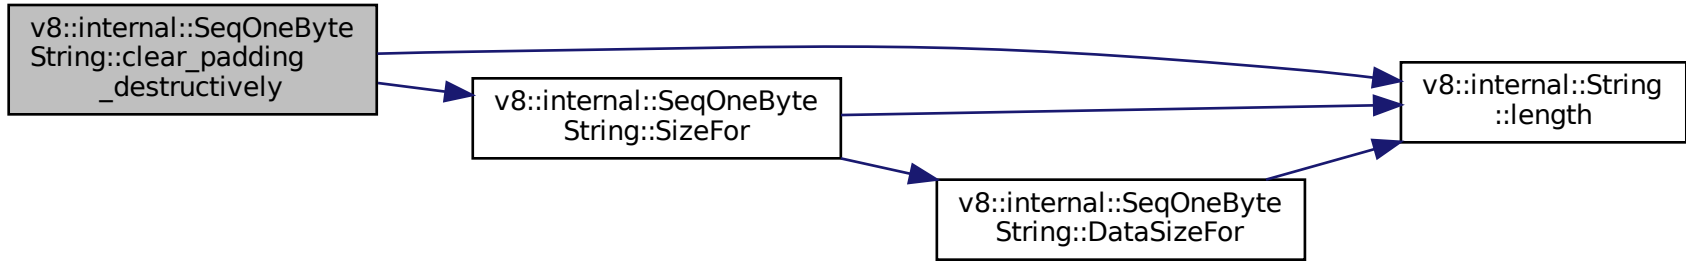 v8::internal::SeqOneByte
String::clear_padding
_destructively
v8::internal::SeqOneByte
String::SizeFor
v8::internal::SeqOneByte
String::DataSizeFor
v8::internal::String
::length